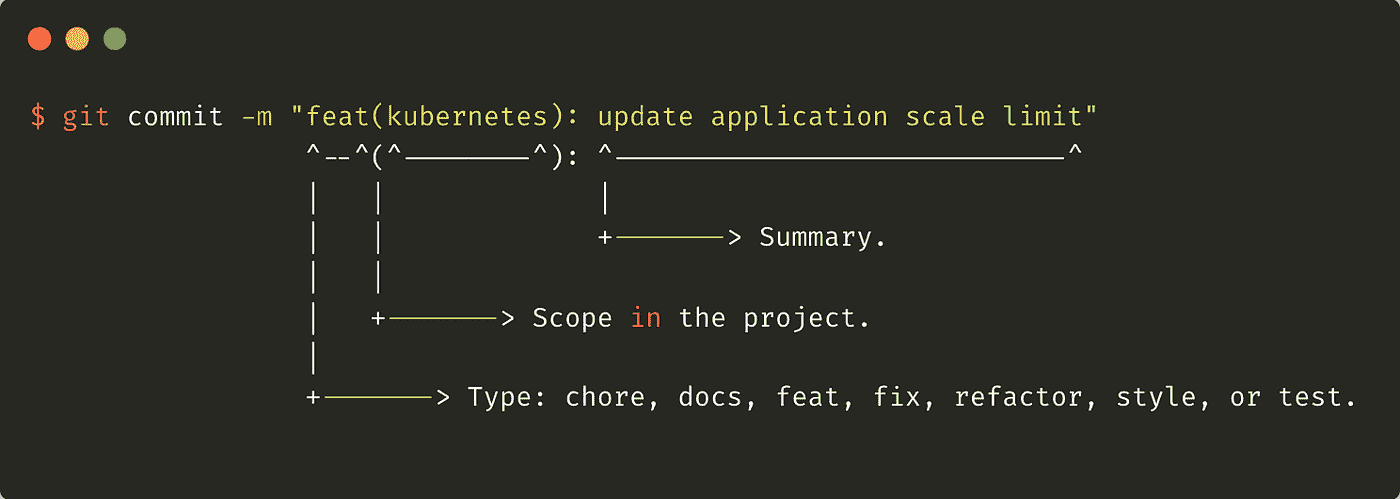 $ git commit -m "feat(kubernetes): update application scale limit"
^--^(^--------^): ^----------------------------^
|   |             |
|   |             +-------> Summary.
|   |
|   +-------> Scope in the project.
|
+-------> Type: chore, docs, feat, fix, refactor, style, or test.